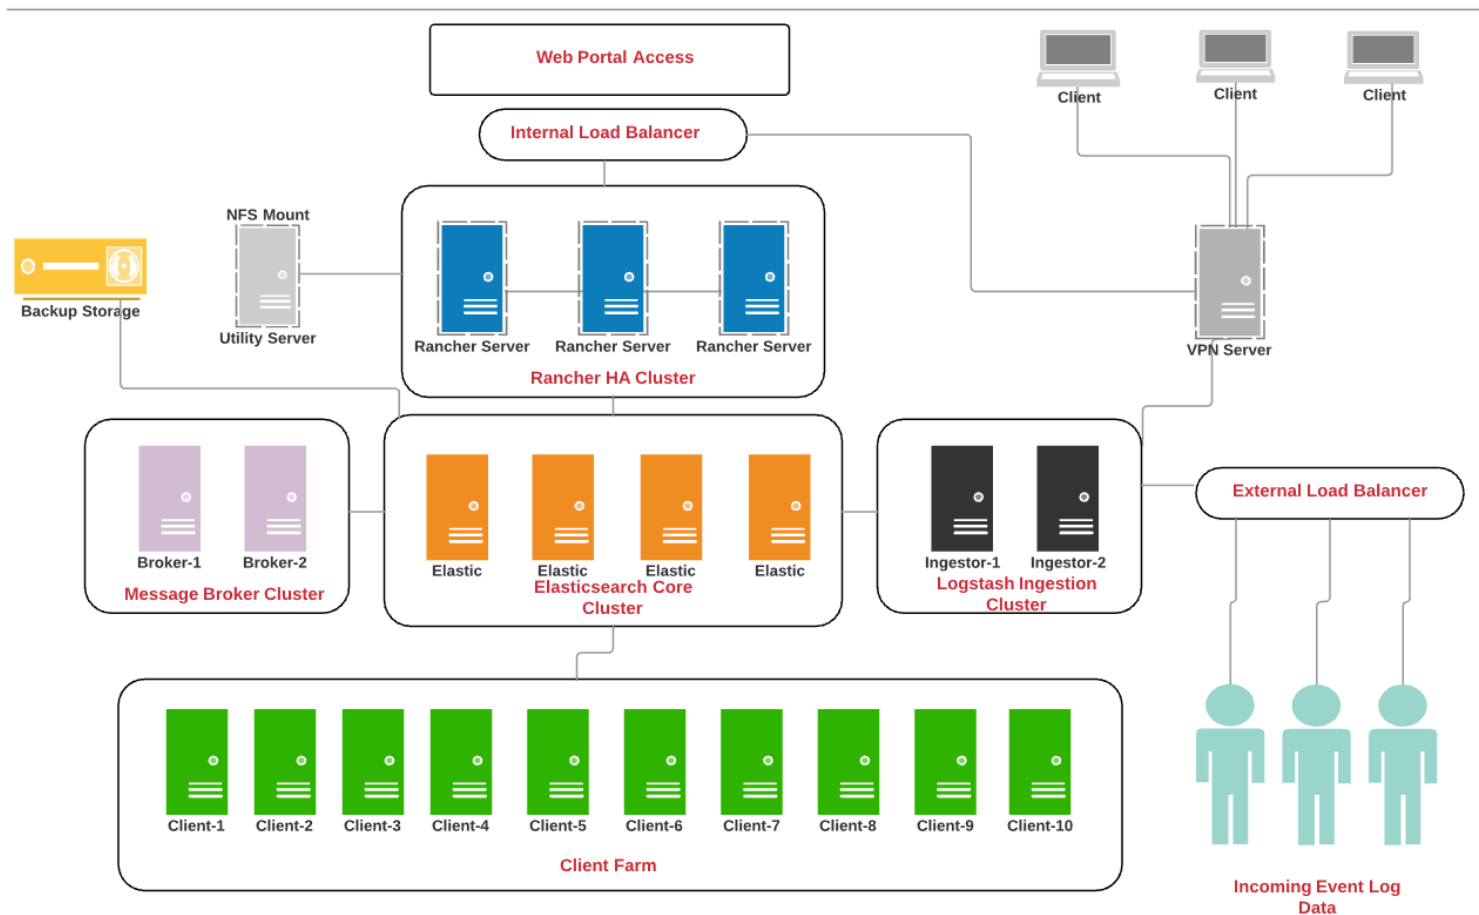 Web Portal Access
Client
Client
Client
Internal Load Balancer
NFS Mount
Backup Storage
Utility Server
Rancher Server
Rancher Server
Rancher Server
VPN Server
Rancher HA Cluster
External Load Balancer
Broker-1
Broker-2
Message Broker Cluster
Elastic
Elastic
Elastic
Elastic
Elasticsearch Core
Cluster
Ingestor-1
Ingestor-2
Logstash Ingestion
Cluster
Client-1
Client-2
Client-3
Client-4
Client-5
Client-6
Client-7
Client-8
Client-9
Client-10
Client Farm
Incoming Event Log
Data